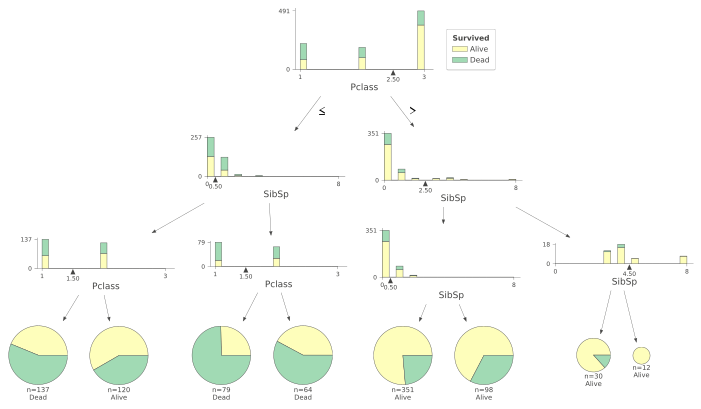 491
0
1
2.50
3
Pclass
Survived
Alive
Dead
≤
>
257
0
0
0.50
8
SibSp
351
0
0
2.50
8
SibSp
137
0
1
1.50
3
Pclass
79
0
1
1.50
3
Pclass
351
0
0
0.50
8
SibSp
18
0
0
4.50
8
SibSp
n=137
Dead
n=120
Alive
n=79
Dead
n=64
Dead
n=351
Alive
n=98
Alive
n=30
Alive
n=12
Alive